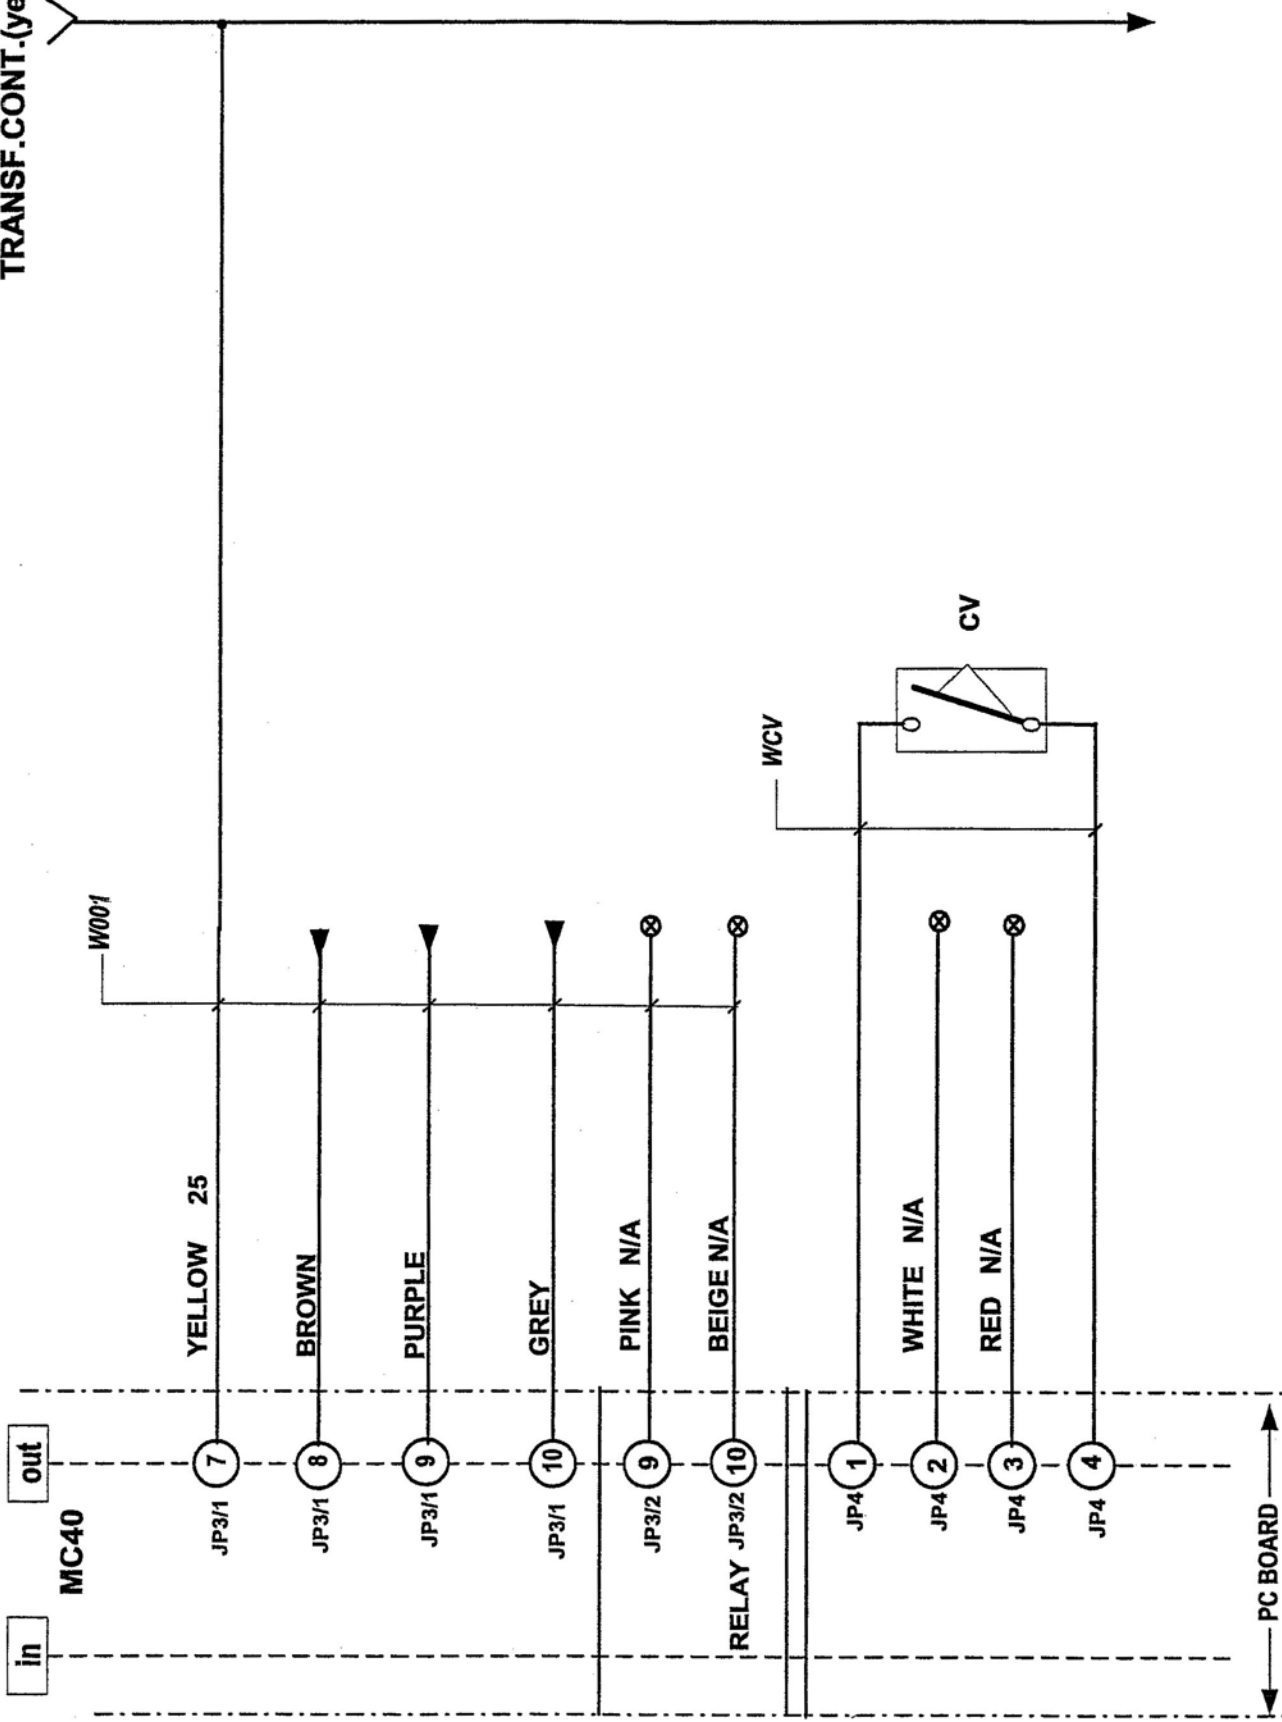 TRANSF.CONT.(ye
in
out
MC40
JP3/1
7
YELLOW 25
W001
JP3/1
8
BROWN
JP3/1
9
PURPLE
JP3/1
10
GREY
JP3/2
9
PINK N/A
RELAY JP3/2
10
BEIGE N/A
JP4
1
WCV
JP4
2
WHITE N/A
CV
JP4
3
RED N/A
JP4
4
PC BOARD